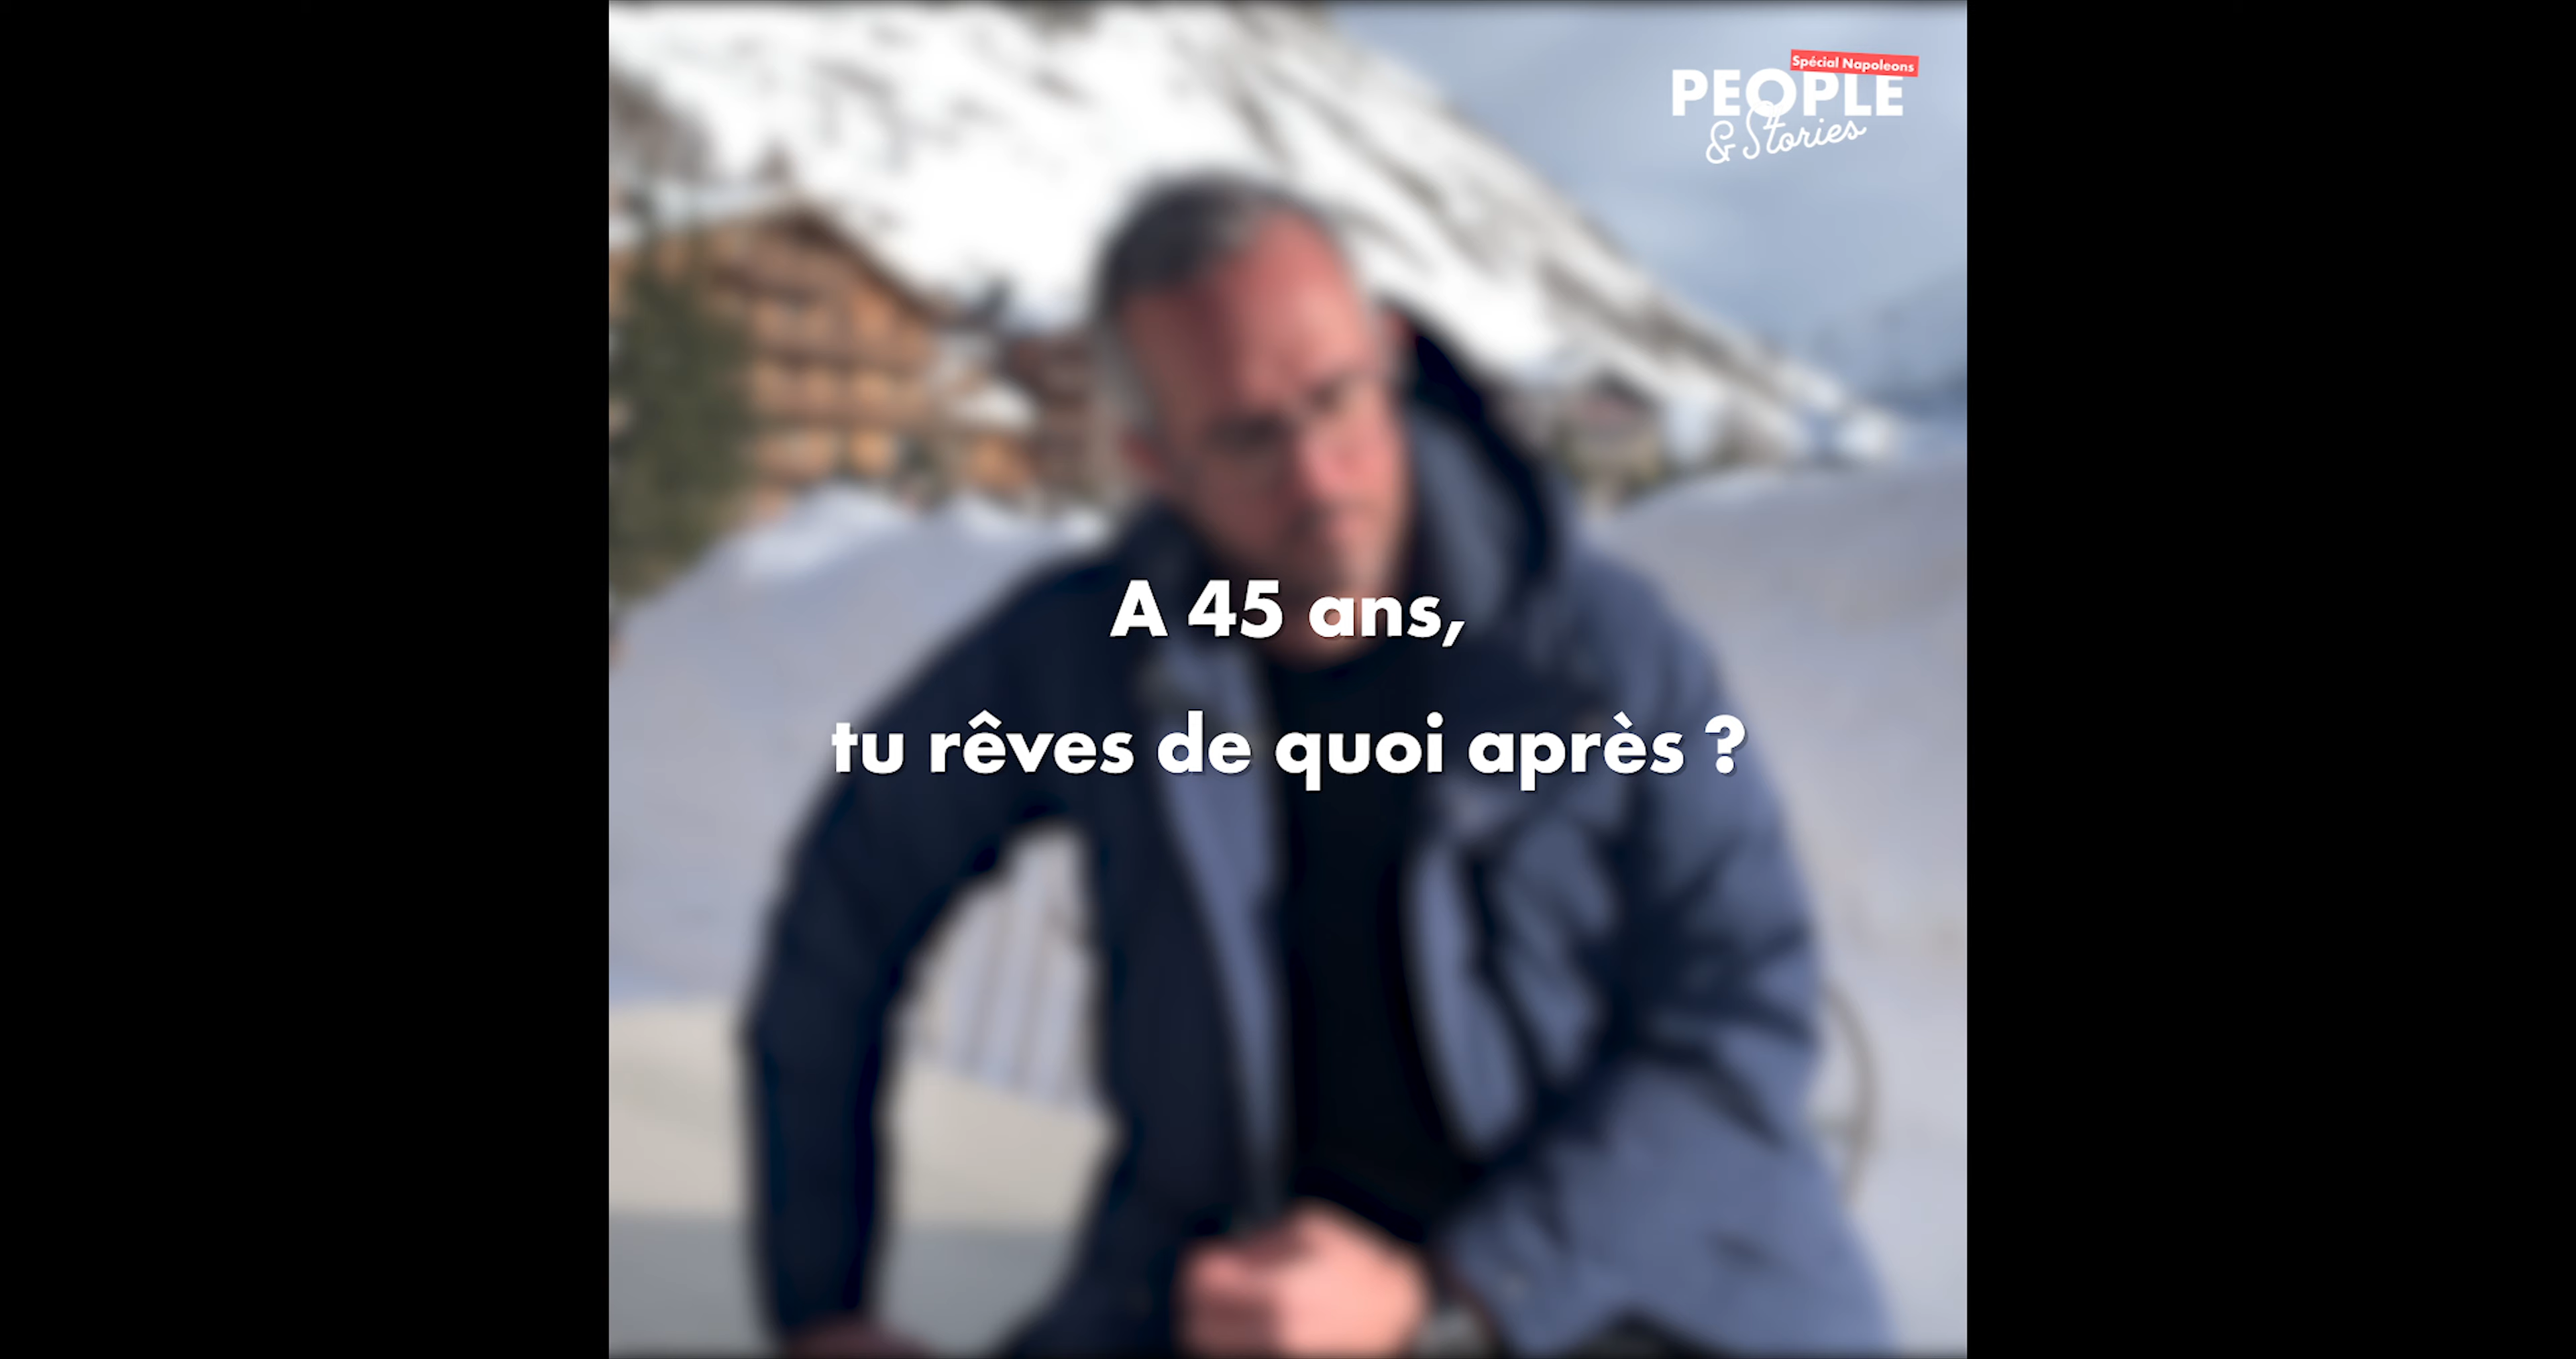 Spécial Napoleons
PEOPLE
& Stories
A 45 ans,
tu rêves de quoi après ?